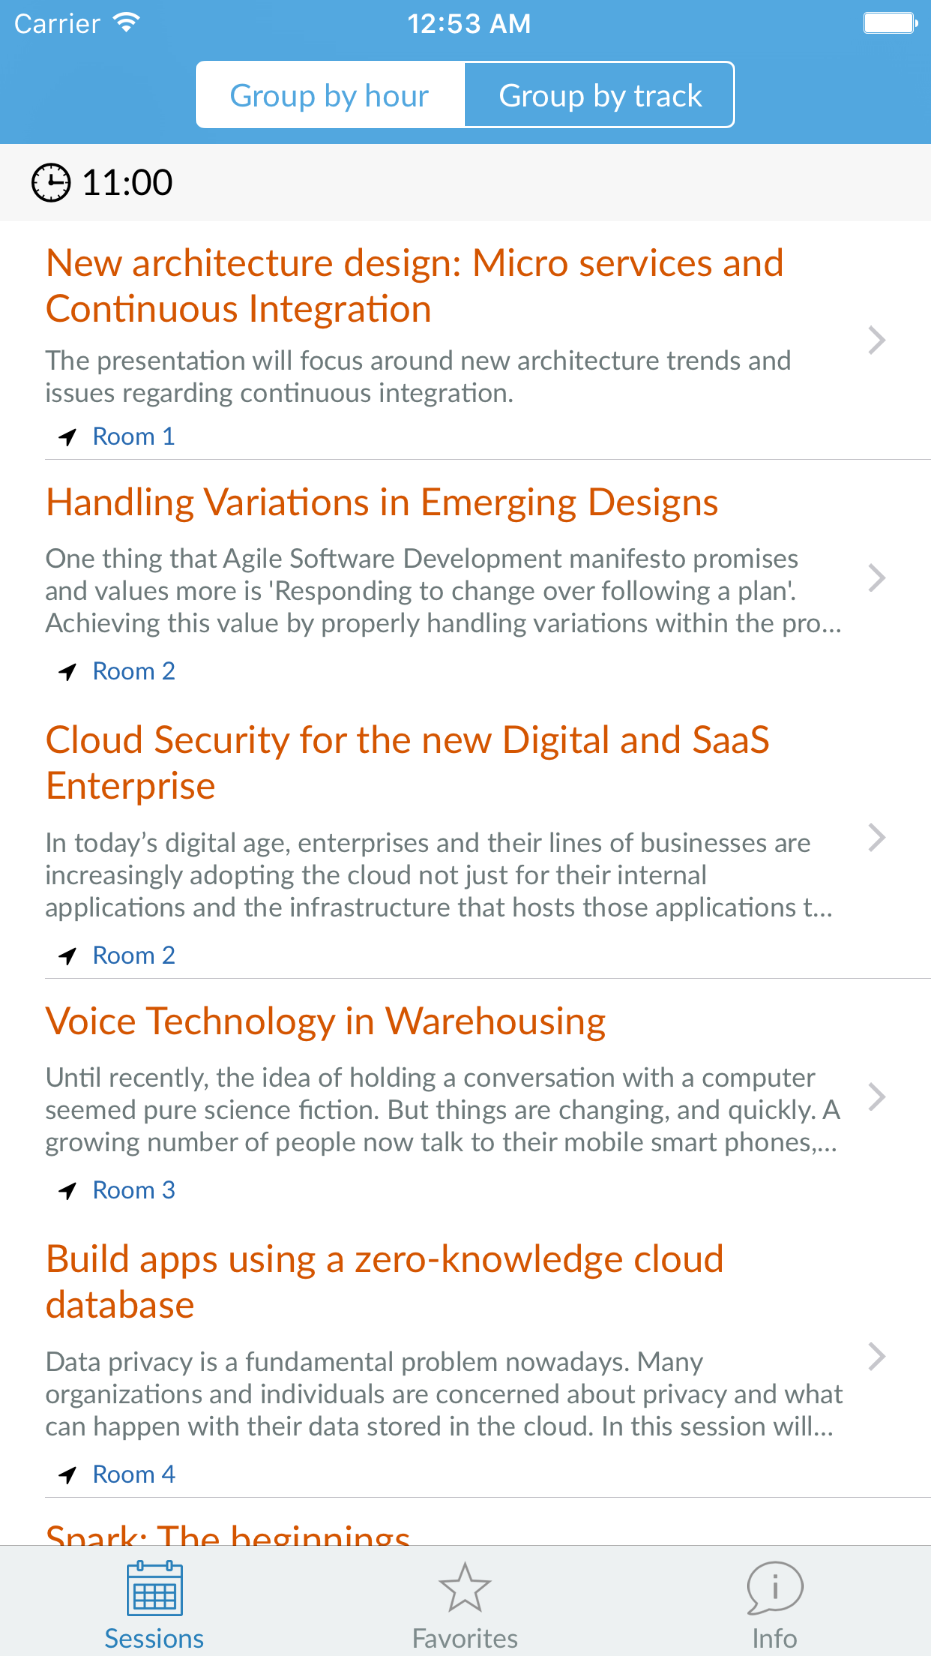 Carrier 12:53 AM
Group by hour Group by track
11:00
New architecture design: Micro services and
Continuous Integration
The presentation will focus around new architecture trends and
issues regarding continuous integration.
Room 1
Handling Variations in Emerging Designs
One thing that Agile Software Development manifesto promises
and values more is 'Responding to change over following a plan'.
Achieving this value by properly handling variations within the pro...
Room 2
Cloud Security for the new Digital and SaaS
Enterprise
In today’s digital age, enterprises and their lines of businesses are
increasingly adopting the cloud not just for their internal
applications and the infrastructure that hosts those applications t...
Room 2
Voice Technology in Warehousing
Until recently, the idea of holding a conversation with a computer
seemed pure science fiction. But things are changing, and quickly. A
growing number of people now talk to their mobile smart phones,...
Room 3
Build apps using a zero-knowledge cloud
database
Data privacy is a fundamental problem nowadays. Many
organizations and individuals are concerned about privacy and what
can happen with their data stored in the cloud. In this session will...
Room 4
Spark: The beginnings
Sessions Favorites Info